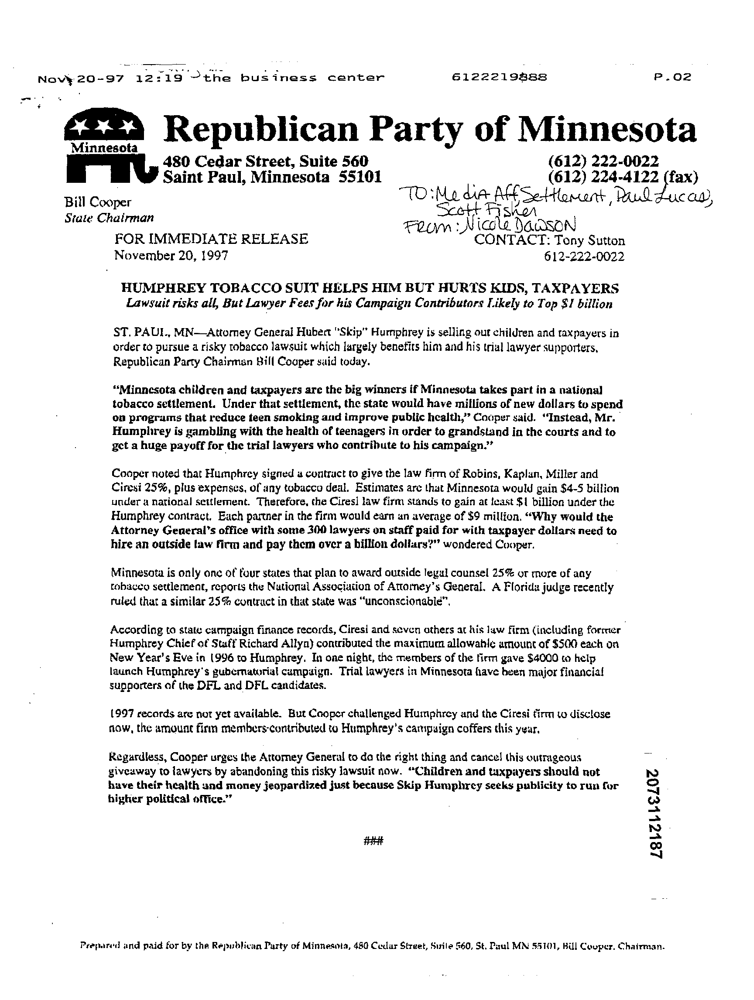 Nov 20-97 12:19 the business center 6122219888 P.02
Republican Party of Minnesota
Minnesota
480 Cedar Street, Suite 560 (612) 222-0022
Saint Paul, Minnesota 55101 (612) 224-4122 (fax)
TO: Media Aff, Settlement, Paul Lucas,
Scott Fisher
From: Nicole Dawson
Bill Cooper
State Chairman
FOR IMMEDIATE RELEASE CONTACT: Tony Sutton
November 20, 1997 612-222-0022
HUMPHREY TOBACCO SUIT HELPS HIM BUT HURTS KIDS, TAXPAYERS
Lawsuit risks all, But Lawyer Fees for his Campaign Contributors Likely to Top $1 billion
ST. PAUL, MN—Attorney General Hubert "Skip" Humphrey is selling out children and taxpayers in
order to pursue a risky tobacco lawsuit which largely benefits him and his trial lawyer supporters,
Republican Party Chairman Bill Cooper said today.
"Minnesota children and taxpayers are the big winners if Minnesota takes part in a national
tobacco settlement. Under that settlement, the state would have millions of new dollars to spend
on programs that reduce teen smoking and improve public health," Cooper said. "Instead, Mr.
Humphrey is gambling with the health of teenagers in order to grandstand in the courts and to
get a huge payoff for the trial lawyers who contribute to his campaign."
Cooper noted that Humphrey signed a contract to give the law firm of Robins, Kaplan, Miller and
Ciresi 25%, plus expenses, of any tobacco deal. Estimates are that Minnesota would gain $4-5 billion
under a national settlement. Therefore, the Ciresi law firm stands to gain at least $1 billion under the
Humphrey contract. Each partner in the firm would earn an average of $9 million. "Why would the
Attorney General's office with some 300 lawyers on staff paid for with taxpayer dollars need to
hire an outside law firm and pay them over a billion dollars?" wondered Cooper.
Minnesota is only one of four states that plan to award outside legal counsel 25% or more of any
tobacco settlement, reports the National Association of Attorney's General. A Florida judge recently
ruled that a similar 25% contract in that state was "unconscionable".
According to state campaign finance records, Ciresi and seven others at his law firm (including former
Humphrey Chief of Staff Richard Allyn) contributed the maximum allowable amount of $500 each on
New Year's Eve in 1996 to Humphrey. In one night, the members of the firm gave $4000 to help
launch Humphrey's gubernatorial campaign. Trial lawyers in Minnesota have been major financial
supporters of the DFL and DFL candidates.
1997 records are not yet available. But Cooper challenged Humphrey and the Ciresi firm to disclose
now, the amount firm members contributed to Humphrey's campaign coffers this year.
Regardless, Cooper urges the Attorney General to do the right thing and cancel this outrageous
giveaway to lawyers by abandoning this risky lawsuit now. "Children and taxpayers should not
have their health and money jeopardized just because Skip Humphrey seeks publicity to run for
higher political office."
###
2073112187
Prepared and paid for by the Republican Party of Minnesota, 480 Cedar Street, Suite 560, St. Paul MN 55101, Bill Cooper, Chairman.